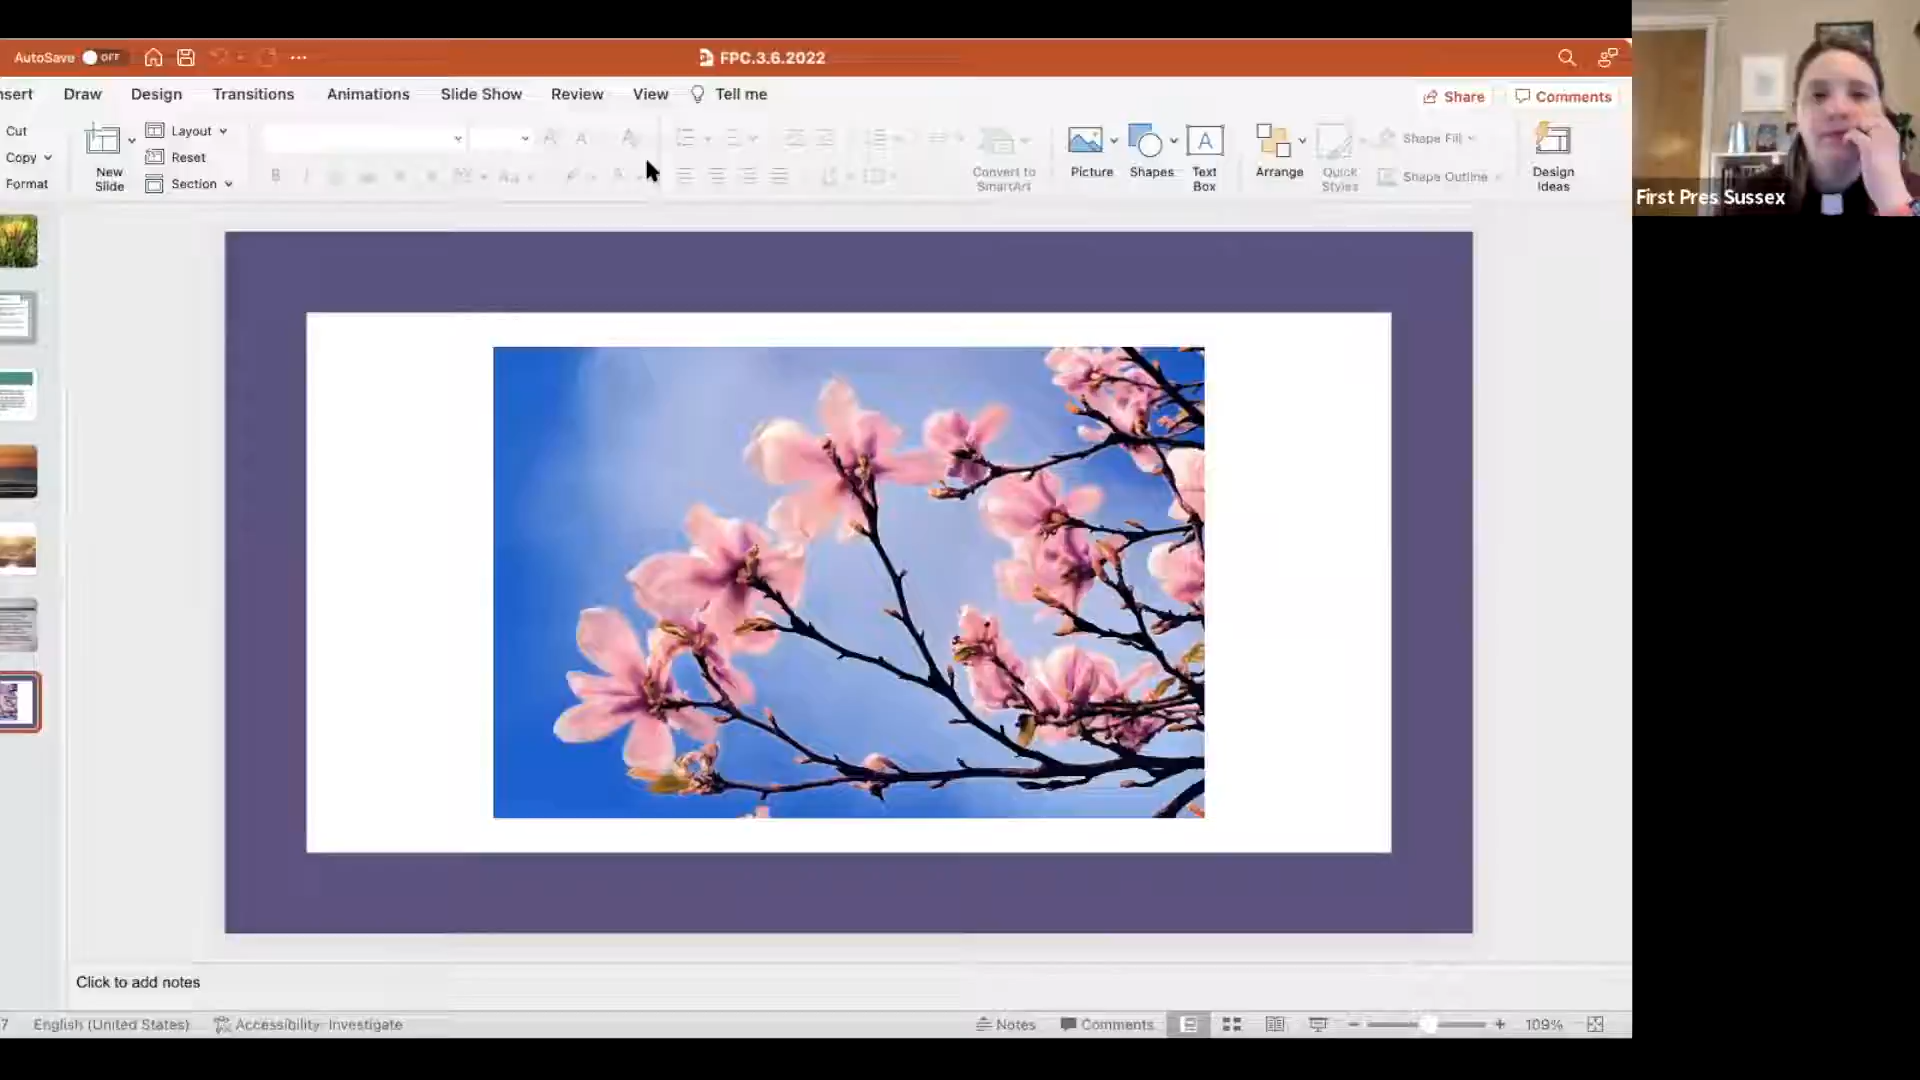 AutoSave OFF
FPC.3.6.2022
nsert Draw Design Transitions Animations Slide Show Review View Tell me
Share Comments
Cut
Copy
Format
New
Slide
Layout
Reset
Section
Convert to
SmartArt
Picture
Shapes
Text
Box
Arrange
Quick
Styles
Shape Fill
Shape Outline
Design
Ideas
First Pres Sussex
Click to add notes
7 English (United States) Accessibility: Investigate
Notes Comments 109%